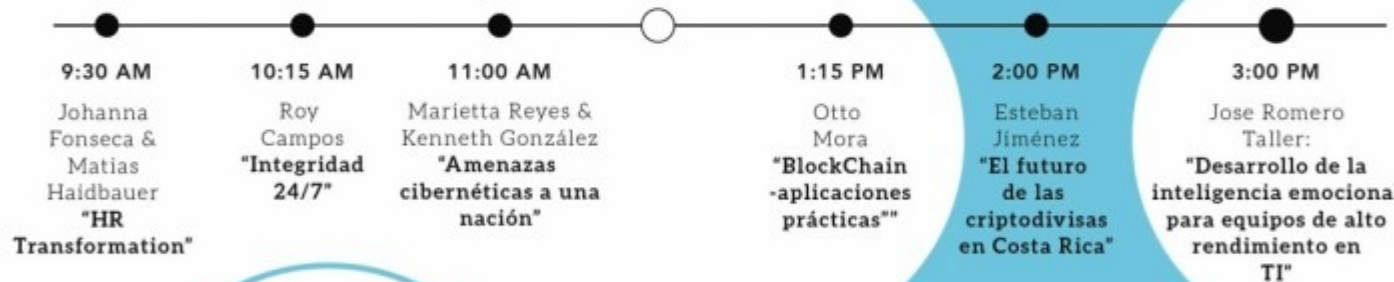 9:30 AM
Johanna
Fonseca &
Matias
Haidbauer
"HR
Transformation"
10:15 AM
Roy
Campos
"Integridad
24/7"
11:00 AM
Marietta Reyes &
Kenneth González
"Amenazas
cibernéticas a una
nación"
1:15 PM
Otto
Mora
"BlockChain
-aplicaciones
prácticas""
2:00 PM
Esteban
Jiménez
"El futuro
de las
criptodivisas
en Costa Rica"
3:00 PM
Jose Romero
Taller:
"Desarrollo de la
inteligencia emociona
para equipos de alto
rendimiento en
TI"